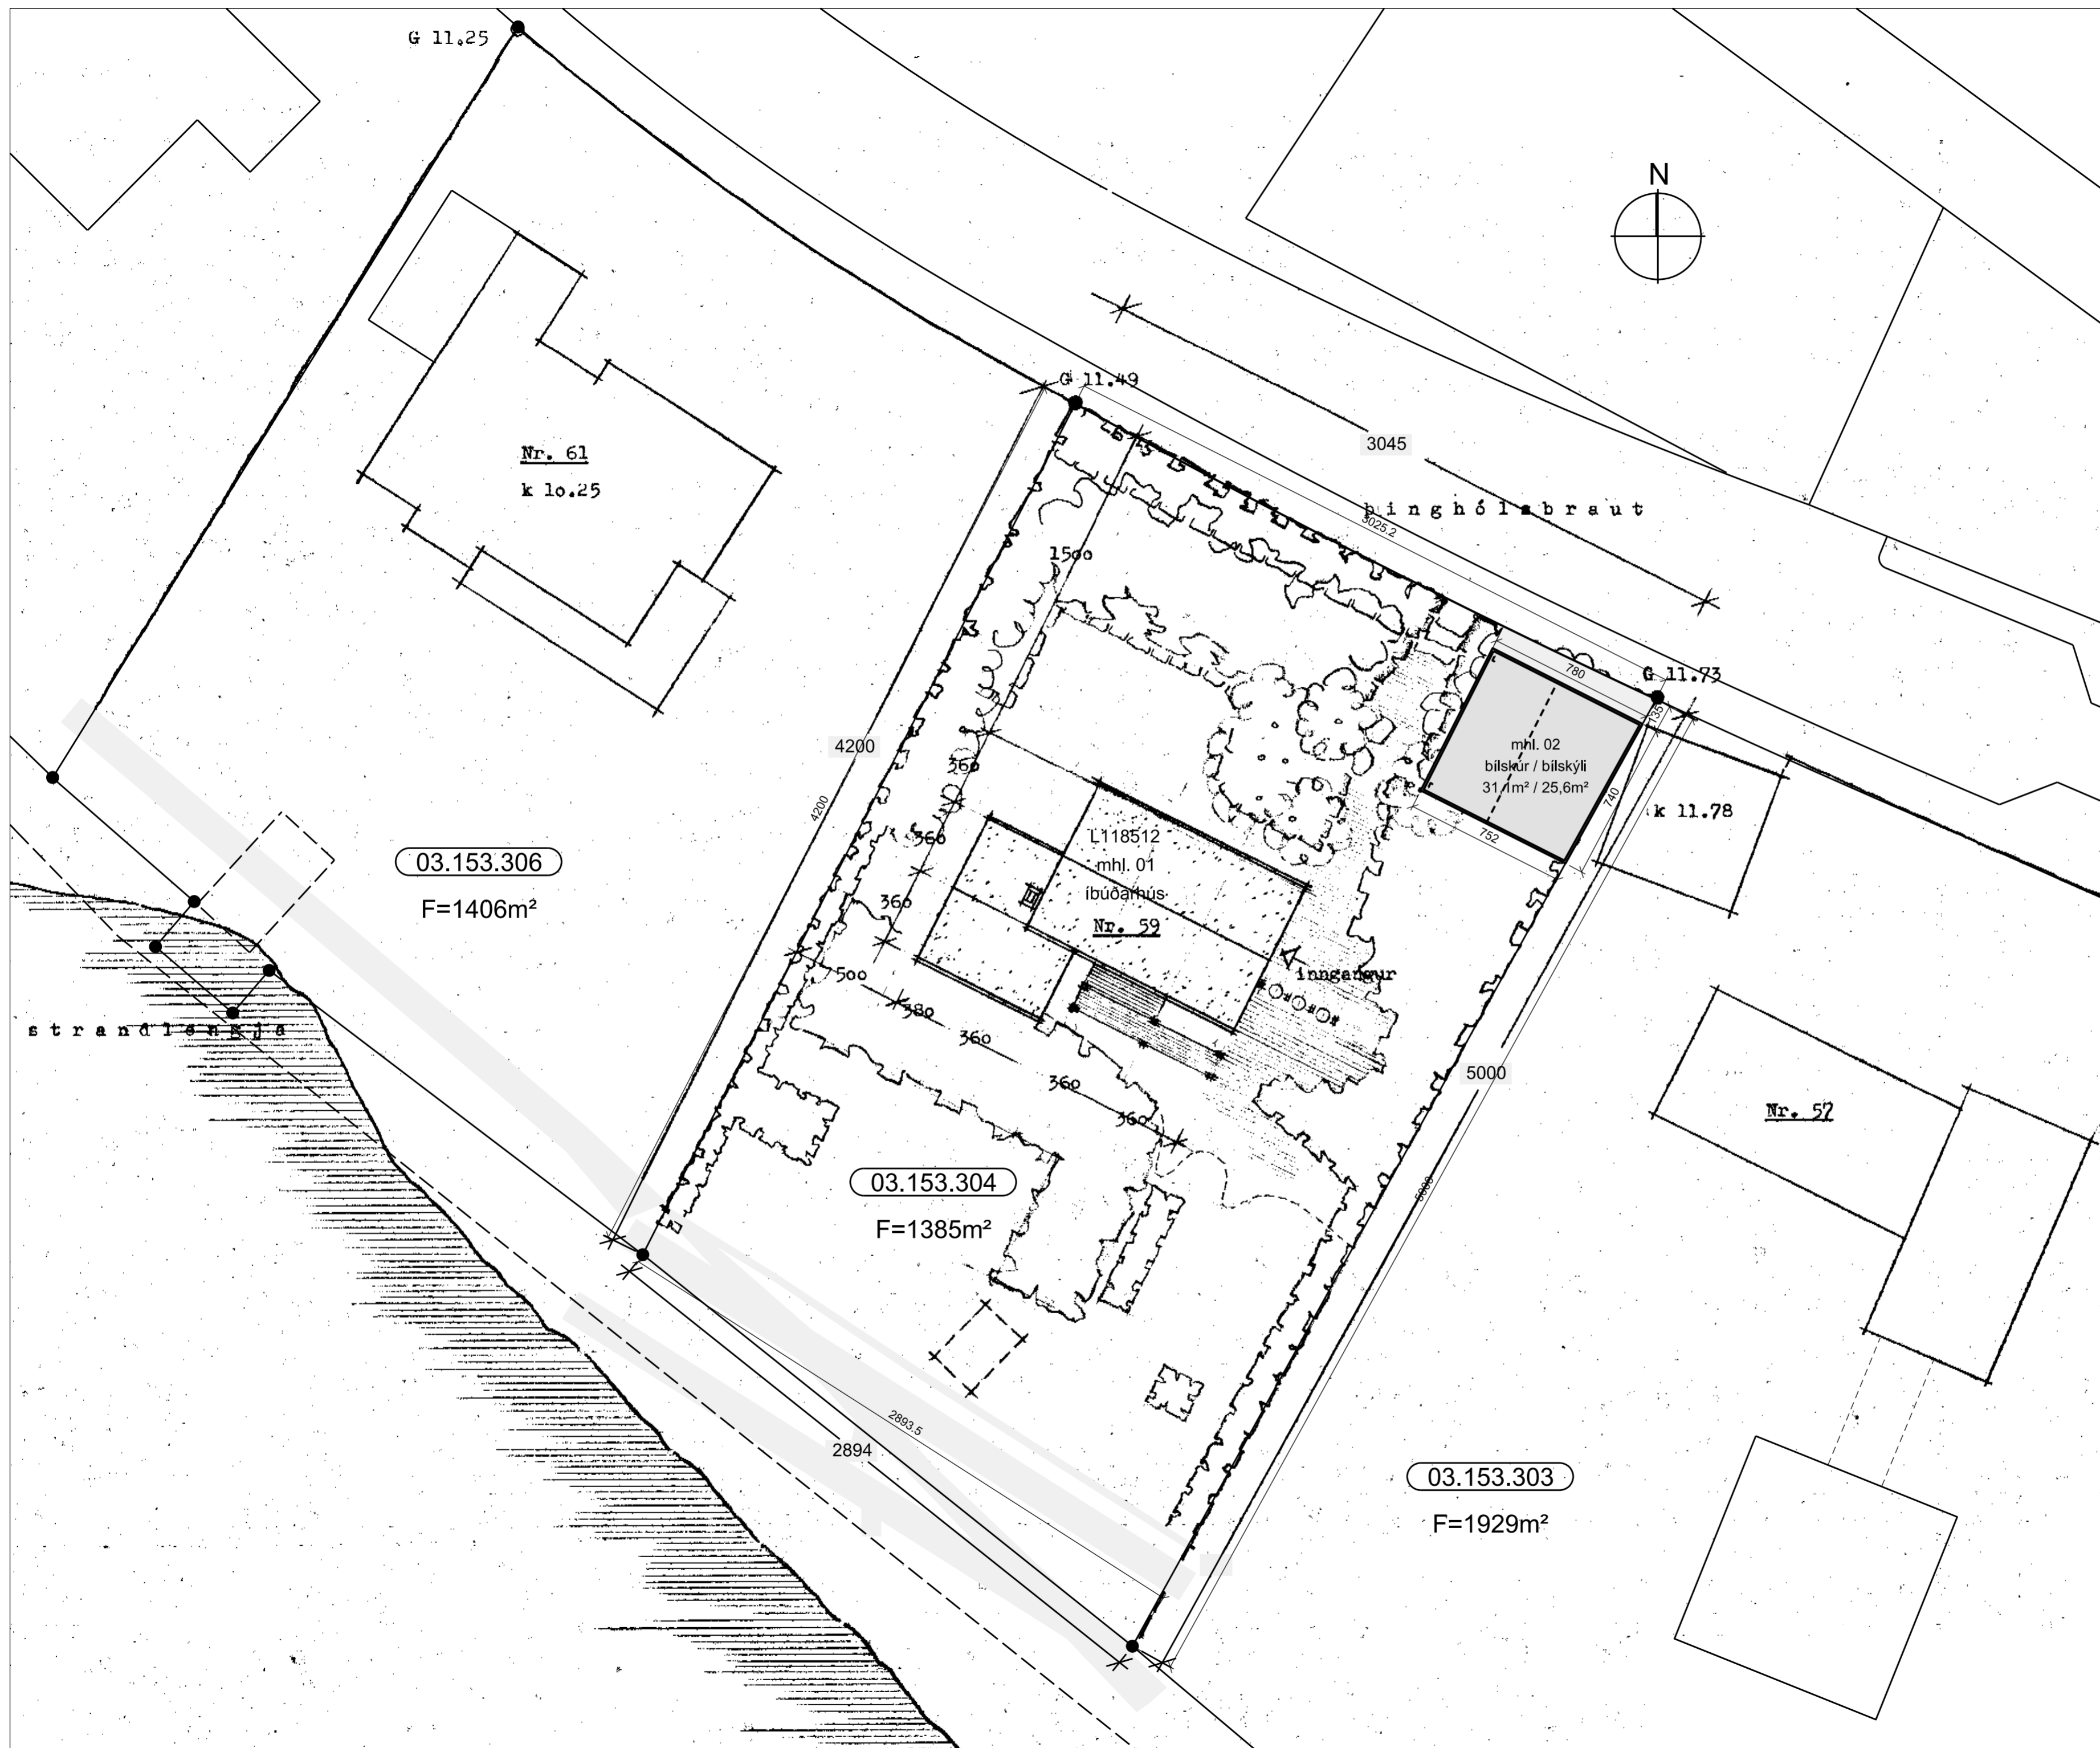 G 11.25
N
G 11.49
3045
Nr. 61
k 10.25
þinghólsbraut
3025.2
1500
780
G 11.73
135
4200
mhl. 02
bílskúr / bílskýli
31,1m² / 25,6m²
360
4200
740
k 11.78
752
360
L118512
mhl. 01
íbúðarhús
Nr. 59
03.153.306
F=1406m²
360
500
inngangur
380
360
strandlengja
360
360
5000
Nr. 57
03.153.304
F=1385m²
5000
2893.5
2894
03.153.303
F=1929m²